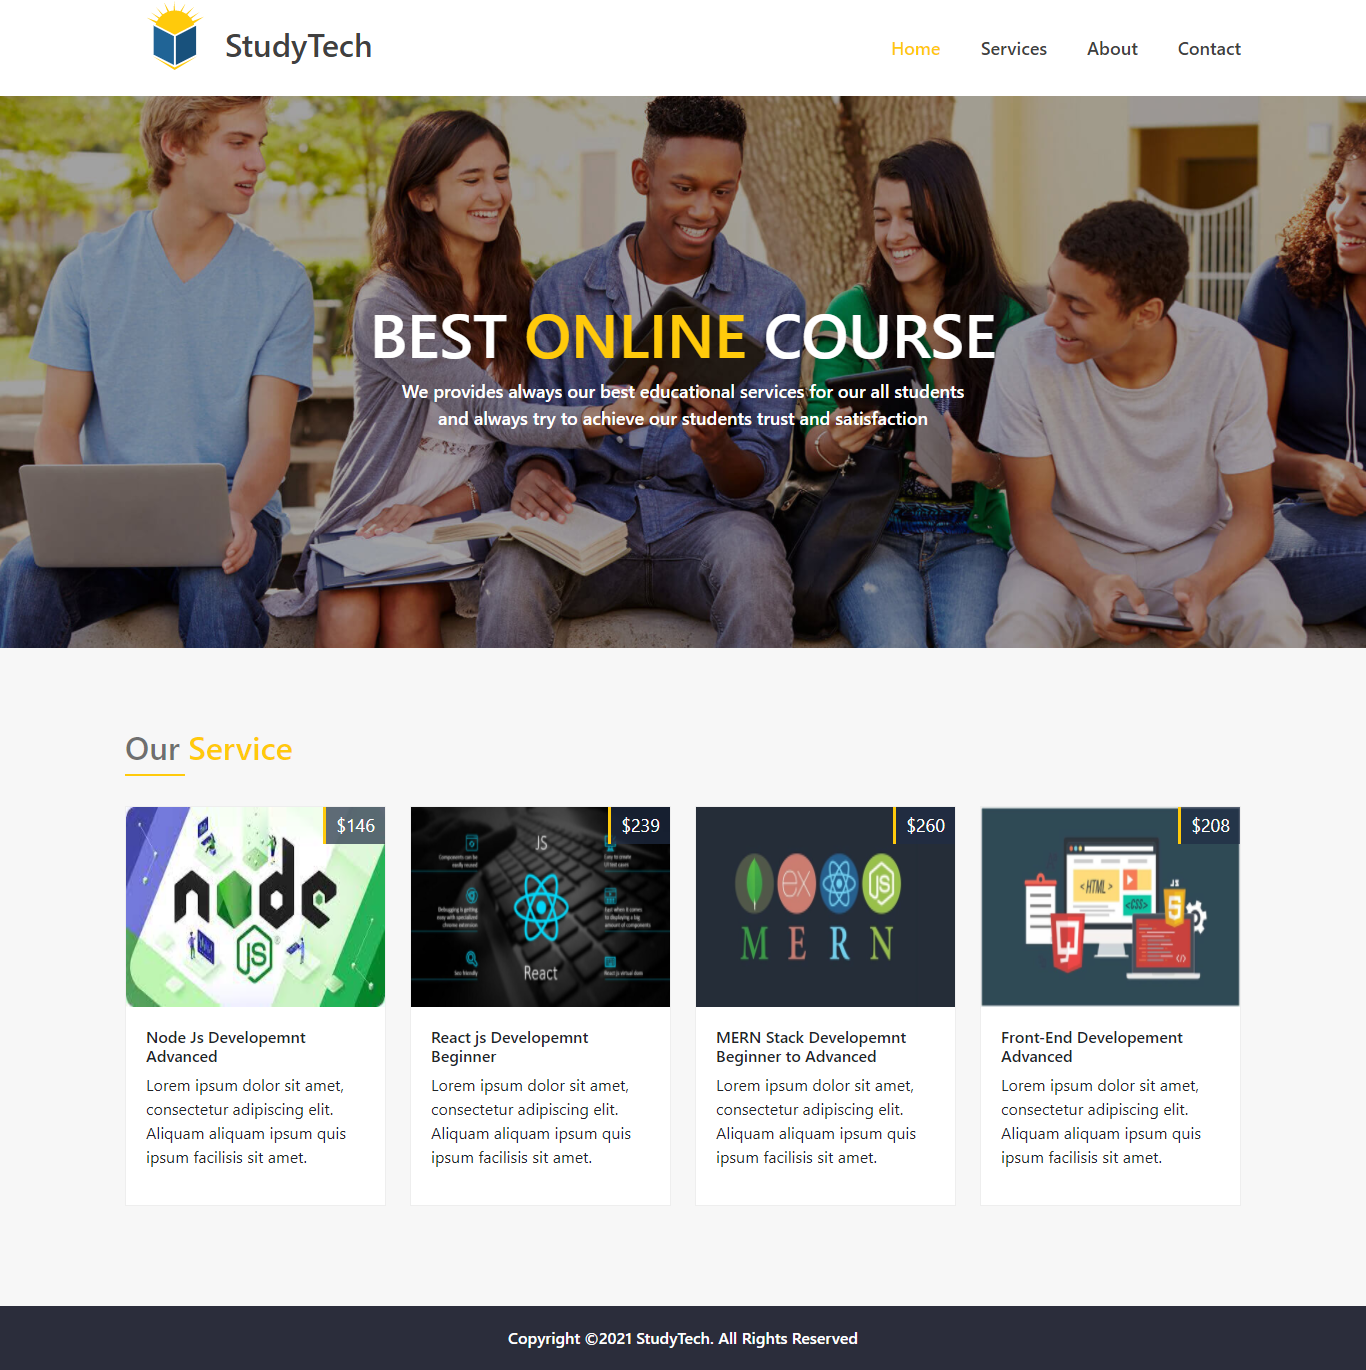 StudyTech
Home Services About Contact
BEST ONLINE COURSE
We provides always our best educational services for our all students
and always try to achieve our students trust and satisfaction
Our Service
$146
node
JS
$239
JS
React
$260
ex
JS
MERN
$208
<HTML>
<CSS>
JS
5
Node Js Developemnt
Advanced
Lorem ipsum dolor sit amet,
consectetur adipiscing elit.
Aliquam aliquam ipsum quis
ipsum facilisis sit amet.
React js Developemnt
Beginner
Lorem ipsum dolor sit amet,
consectetur adipiscing elit.
Aliquam aliquam ipsum quis
ipsum facilisis sit amet.
MERN Stack Developemnt
Beginner to Advanced
Lorem ipsum dolor sit amet,
consectetur adipiscing elit.
Aliquam aliquam ipsum quis
ipsum facilisis sit amet.
Front-End Developement
Advanced
Lorem ipsum dolor sit amet,
consectetur adipiscing elit.
Aliquam aliquam ipsum quis
ipsum facilisis sit amet.
Copyright ©2021 StudyTech. All Rights Reserved